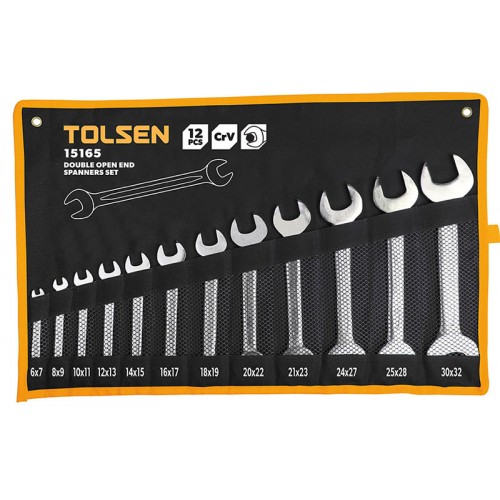 TOLSEN
12 PCS
CrV
15165
DOUBLE OPEN END
SPANNERS SET
6x7 8x9 10x11 12x13 14x15 16x17 18x19 20x22 21x23 24x27 25x28 30x32